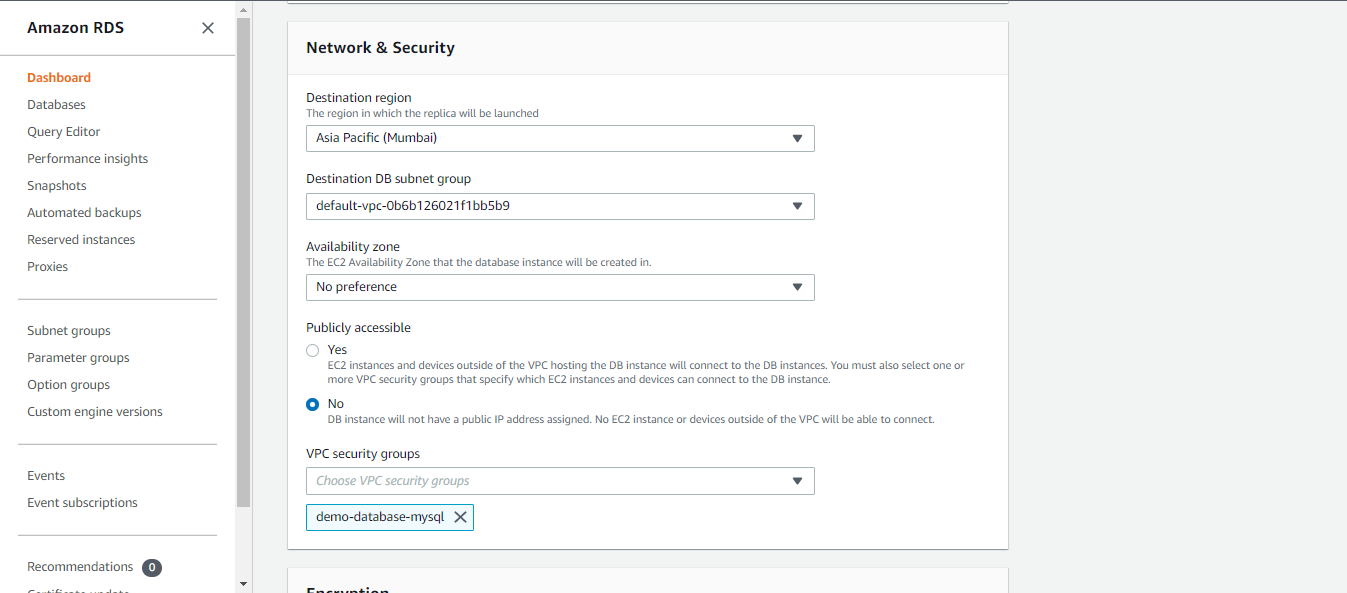 Amazon RDS
Dashboard
Databases
Query Editor
Performance insights
Snapshots
Automated backups
Reserved instances
Proxies
Subnet groups
Parameter groups
Option groups
Custom engine versions
Events
Event subscriptions
Recommendations 0
Certificate update
Network & Security
Destination region
The region in which the replica will be launched
Asia Pacific (Mumbai)
Destination DB subnet group
default-vpc-0b6b126021f1bb5b9
Availability zone
The EC2 Availability Zone that the database instance will be created in.
No preference
Publicly accessible
Yes
EC2 instances and devices outside of the VPC hosting the DB instance will connect to the DB instances. You must also select one or
more VPC security groups that specify which EC2 instances and devices can connect to the DB instance.
No
DB instance will not have a public IP address assigned. No EC2 instance or devices outside of the VPC will be able to connect.
VPC security groups
Choose VPC security groups
demo-database-mysql
Encryption